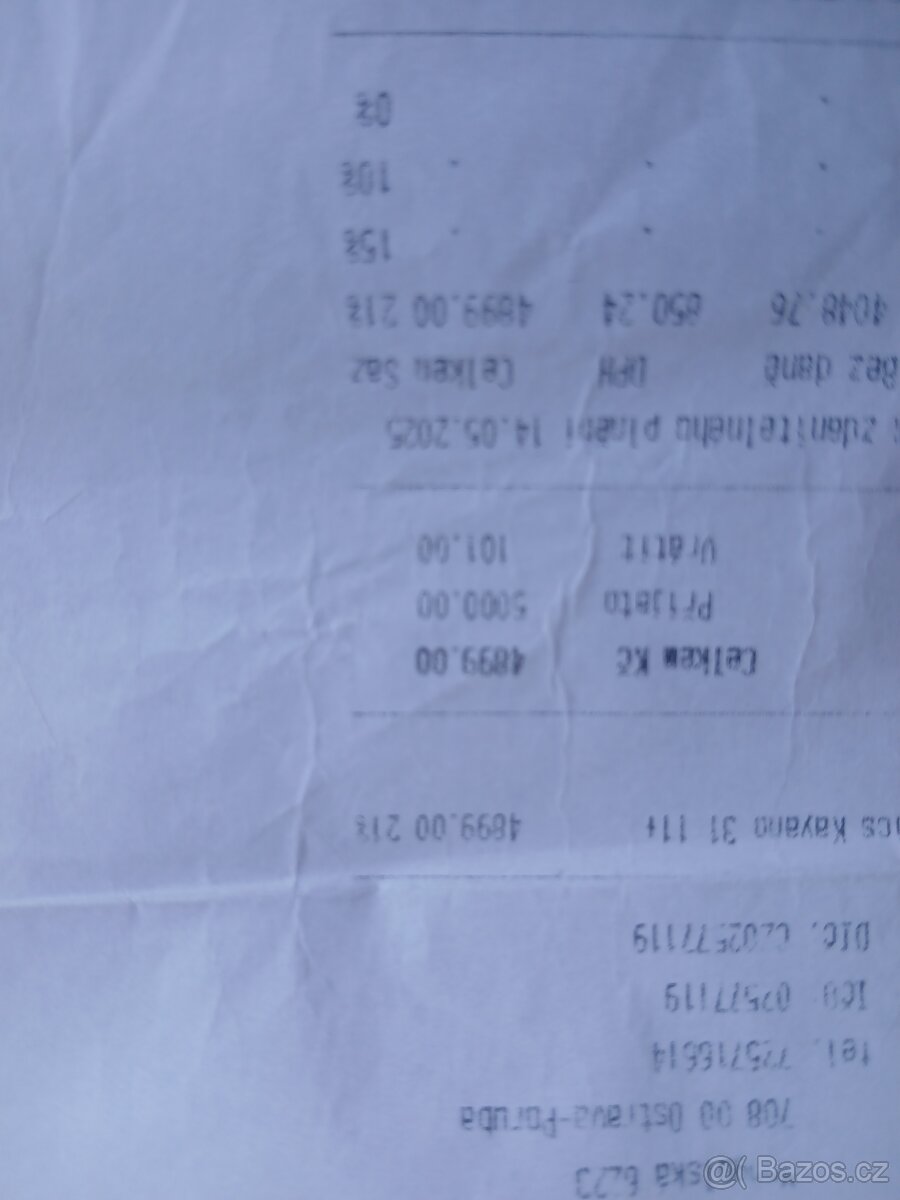 708 00 Ostrava-Poruba
tel.
IČO 02577119
DIČ. CZ02577119
Kayano 31 11+ 4899.00 21%
Celkem Kč 4899.00
Přijato 5000.00
Vrátit 101.00
zdanitelného plnění 14.05.2025
Bez daně DPH Celkem Saz
4048.76 850.24 4899.00 21%
. . . 15%
. . . 10%
. 0%
@( Bazos.cz